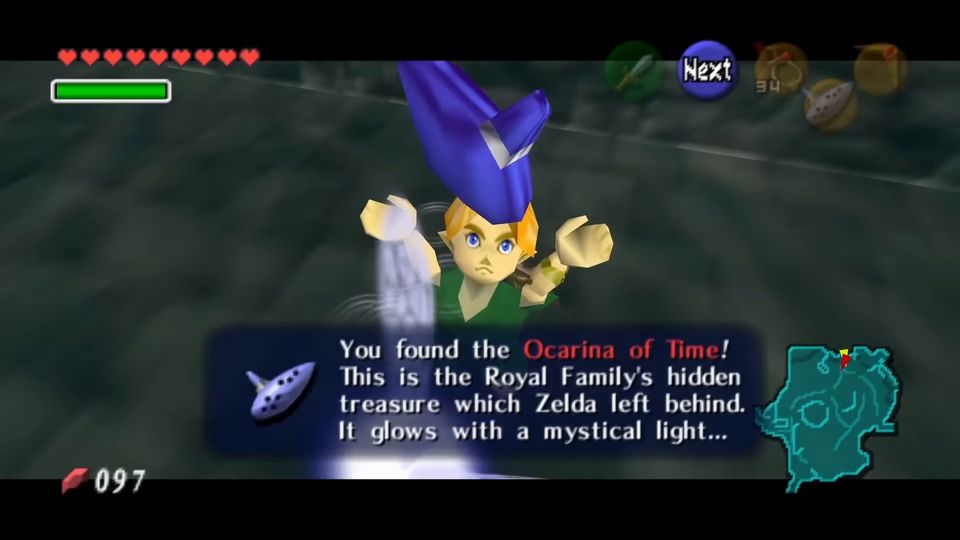 Next
34
You found the Ocarina of Time!
This is the Royal Family's hidden
treasure which Zelda left behind.
It glows with a mystical light...
097